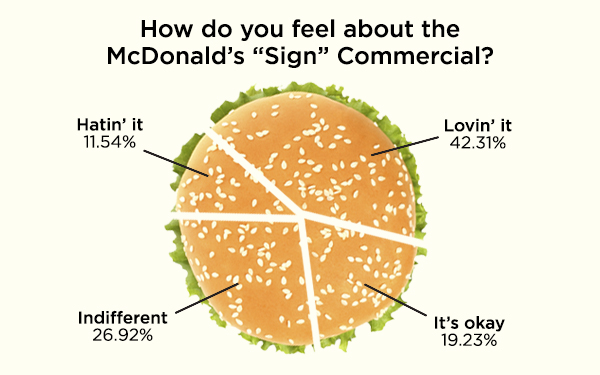 How do you feel about the
McDonald's “Sign” Commercial?
Hatin' it
11.54%
Lovin' it
42.31%
Indifferent
26.92%
It's okay
19.23%